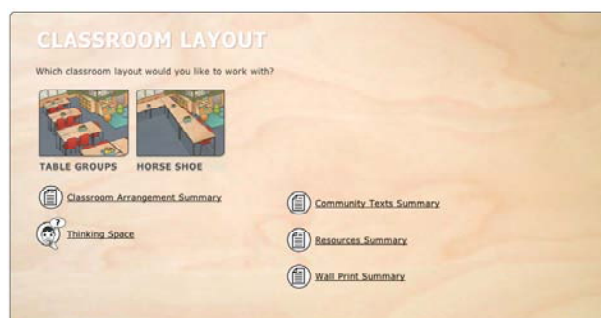 CLASSROOM LAYOUT
Which classroom layout would you like to work with?
TABLE GROUPS HORSE SHOE
Classroom Arrangement Summary
?
Thinking Space
Community Texts Summary
Resources Summary
Wall Print Summary